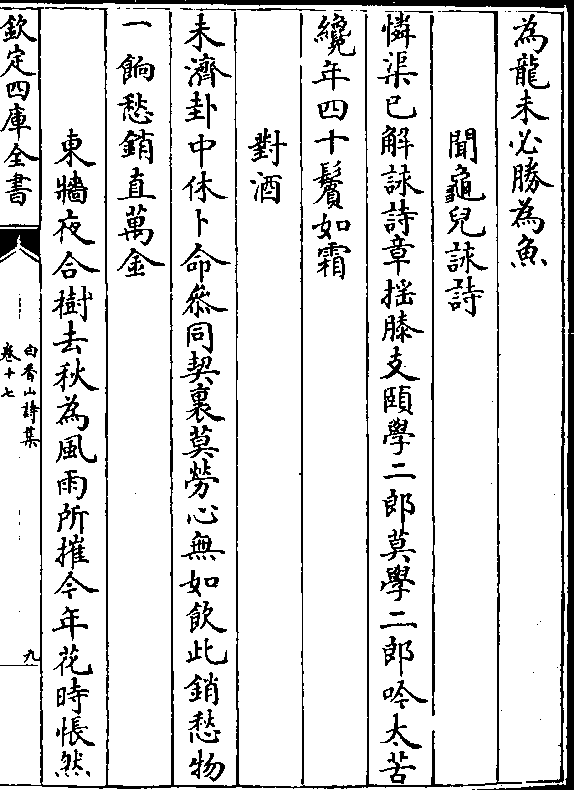 為龍未必勝為魚
聞龜兒詠詩
憐渠已解詠詩章揺膝支頤學二郎莫學二郎吟太苦
纔年四十鬢如霜
對酒
未濟卦中休卜命叅同契裏莫勞心無如飲此銷愁物
一餉愁銷直萬金
東牆夜合樹去秋為風雨所摧今年花時悵然
欽定四庫全書
白香山詩集
卷十七
九